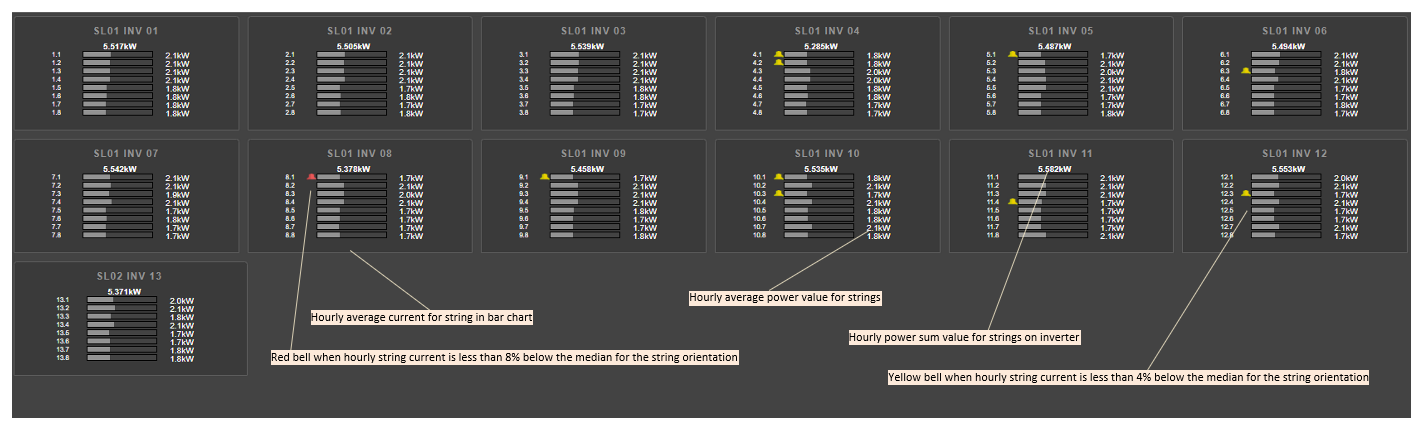 SL01 INV 01
5.517kW
1.1 2.1kW
1.2 2.1kW
1.3 2.1kW
1.4 2.1kW
1.5 1.8kW
1.6 1.8kW
1.7 1.8kW
1.8 1.8kW
SL01 INV 02
5.505kW
2.1 2.1kW
2.2 2.1kW
2.3 2.1kW
2.4 2.1kW
2.5 1.7kW
2.6 1.8kW
2.7 1.7kW
2.8 1.8kW
SL01 INV 03
5.539kW
3.1 2.1kW
3.2 2.1kW
3.3 2.1kW
3.4 2.1kW
3.5 1.8kW
3.6 1.8kW
3.7 1.7kW
3.8 1.8kW
SL01 INV 04
5.285kW
4.1 1.8kW
4.2 1.8kW
4.3 2.0kW
4.4 2.0kW
4.5 1.8kW
4.6 1.8kW
4.7 1.7kW
4.8 1.7kW
SL01 INV 05
5.487kW
5.1 1.7kW
5.2 2.1kW
5.3 2.0kW
5.4 2.1kW
5.5 2.1kW
5.6 1.7kW
5.7 1.7kW
5.8 1.8kW
SL01 INV 06
5.494kW
6.1 2.1kW
6.2 2.1kW
6.3 1.8kW
6.4 2.1kW
6.5 1.7kW
6.6 1.7kW
6.7 1.8kW
6.8 1.7kW
SL01 INV 07
5.542kW
7.1 2.1kW
7.2 2.1kW
7.3 1.9kW
7.4 2.1kW
7.5 1.7kW
7.6 1.8kW
7.7 1.7kW
7.8 1.7kW
SL01 INV 08
5.378kW
8.1 1.7kW
8.2 2.1kW
8.3 2.0kW
8.4 2.1kW
8.5 1.7kW
8.6 1.7kW
8.7 1.7kW
8.8 1.7kW
SL01 INV 09
5.458kW
9.1 1.7kW
9.2 2.1kW
9.3 2.1kW
9.4 2.1kW
9.5 1.8kW
9.6 1.7kW
9.7 1.7kW
9.8 1.8kW
SL01 INV 10
5.535kW
10.1 1.8kW
10.2 2.1kW
10.3 1.7kW
10.4 2.1kW
10.5 1.8kW
10.6 1.8kW
10.7 2.1kW
10.8 1.8kW
SL01 INV 11
5.582kW
11.1 2.1kW
11.2 2.1kW
11.3 2.1kW
11.4 1.7kW
11.5 1.7kW
11.6 1.7kW
11.7 1.7kW
11.8 2.1kW
SL01 INV 12
5.553kW
12.1 2.0kW
12.2 2.1kW
12.3 1.7kW
12.4 2.1kW
12.5 1.7kW
12.6 1.7kW
12.7 2.1kW
12.8 1.7kW
SL02 INV 13
5.371kW
13.1 2.0kW
13.2 2.1kW
13.3 1.8kW
13.4 2.1kW
13.5 1.7kW
13.6 1.7kW
13.7 1.8kW
13.8 1.8kW
Hourly average power value for strings
Hourly average current for string in bar chart
Hourly power sum value for strings on inverter
Red bell when hourly string current is less than 8% below the median for the string orientation
Yellow bell when hourly string current is less than 4% below the median for the string orientation